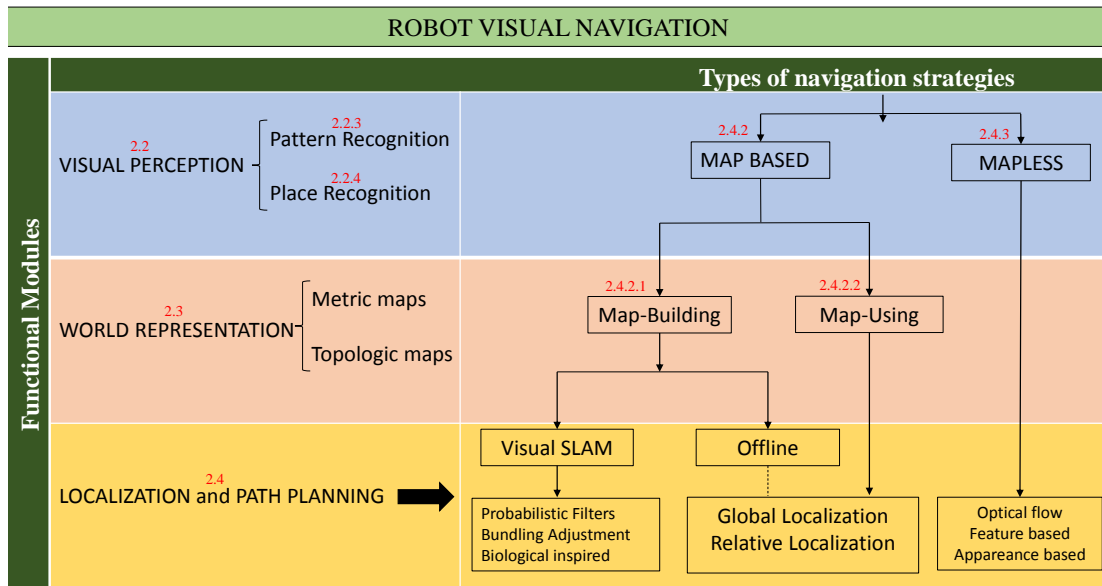 ROBOT VISUAL NAVIGATION
Functional Modules
Types of navigation strategies
2.2
VISUAL PERCEPTION
2.2.3
Pattern Recognition
2.2.4
Place Recognition
2.4.2
MAP BASED
2.4.3
MAPLESS
2.3
WORLD REPRESENTATION
Metric maps
Topologic maps
2.4.2.1
Map-Building
2.4.2.2
Map-Using
2.4
LOCALIZATION and PATH PLANNING
Visual SLAM
Offline
Probabilistic Filters
Bundling Adjustment
Biological inspired
Global Localization
Relative Localization
Optical flow
Feature based
Appareance based